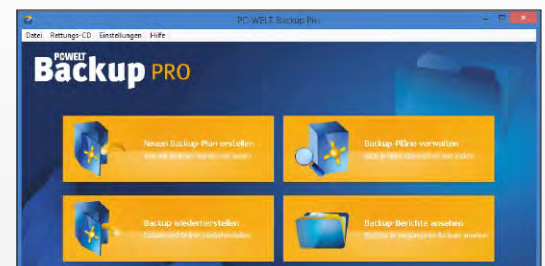 PC-WELT Backup Pro
Datei Rettungs-CD Einstellungen Hilfe
PCWELT
Backup PRO
Neuen Backup-Plan erstellen
Backup-Pläne verwalten
Backup wiederherstellen
Backup-Berichte ansehen